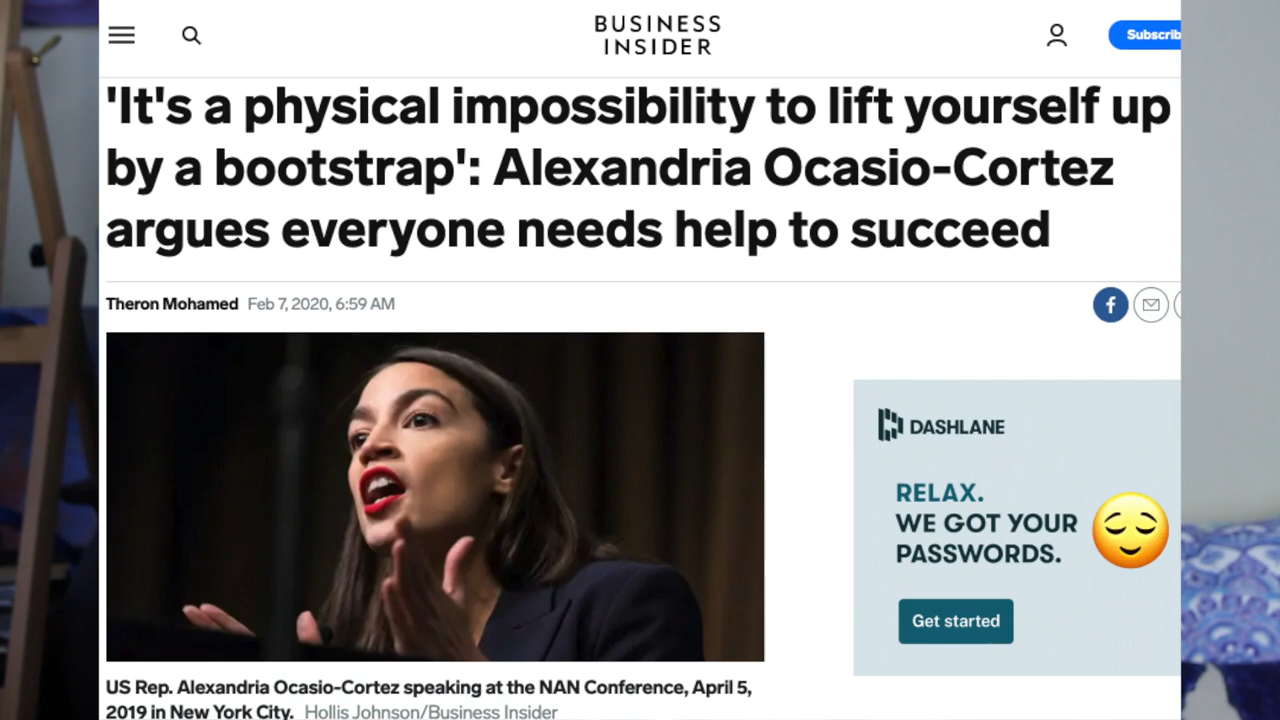 BUSINESS
INSIDER
Subscrib
'It's a physical impossibility to lift yourself up
by a bootstrap': Alexandria Ocasio-Cortez
argues everyone needs help to succeed
Theron Mohamed Feb 7, 2020, 6:59 AM
f
DASHLANE
RELAX.
WE GOT YOUR
PASSWORDS.
Get started
US Rep. Alexandria Ocasio-Cortez speaking at the NAN Conference, April 5,
2019 in New York City. Hollis Johnson/Business Insider